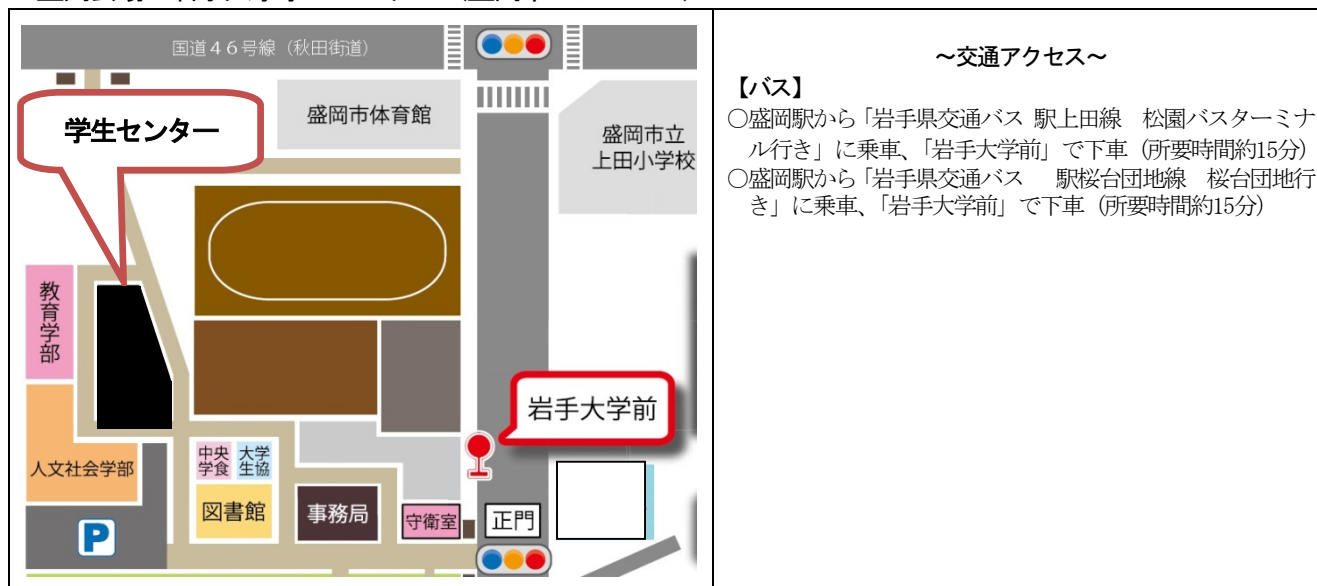 国道４６号線（秋田街道）
学生センター
盛岡市体育館
盛岡市立
上田小学校
教育学部
岩手大学前
人文社会学部
中央
学食
大学
生協
図書館
事務局
守衛室
正門
P
～交通アクセス～
【バス】
○盛岡駅から「岩手県交通バス 駅上田線　松園バスターミナ
ル行き」に乗車、「岩手大学前」で下車（所要時間約15分）
○盛岡駅から「岩手県交通バス　駅桜台団地線　桜台団地行
き」に乗車、「岩手大学前」で下車（所要時間約15分）